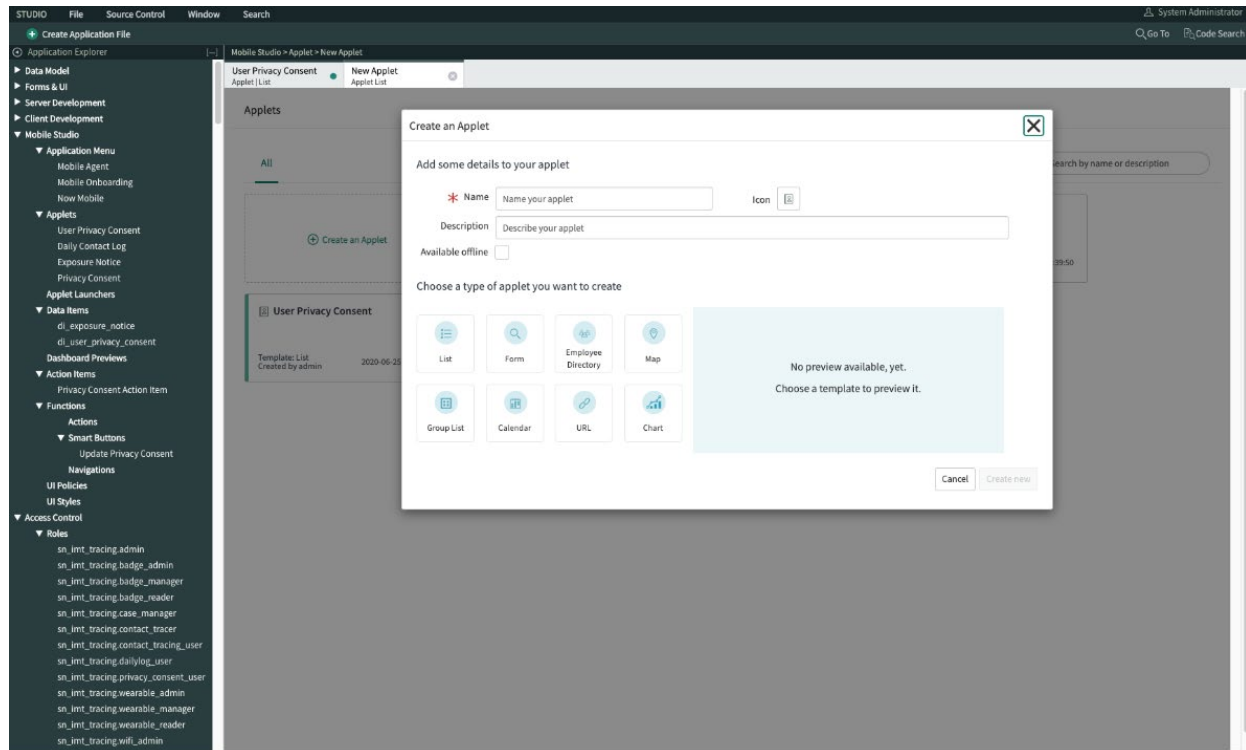 STUDIO File Source Control Window Search System Administrator
Create Application File Go To Code Search
Application Explorer [—] Mobile Studio > Applet > New Applet
User Privacy Consent
Applet | List
New Applet
Applet List
Data Model
Forms & UI
Server Development
Client Development
Mobile Studio
Application Menu
Mobile Agent
Mobile Onboarding
Now Mobile
Applets
User Privacy Consent
Daily Contact Log
Exposure Notice
Privacy Consent
Applet Launchers
Data Items
di_exposure_notice
di_user_privacy_consent
Dashboard Previews
Action Items
Privacy Consent Action Item
Functions
Actions
Smart Buttons
Update Privacy Consent
Navigations
UI Policies
UI Styles
Access Control
Roles
sn_imt_tracing.admin
sn_imt_tracing.badge_admin
sn_imt_tracing.badge_manager
sn_imt_tracing.badge_reader
sn_imt_tracing.case_manager
sn_imt_tracing.contact_tracer
sn_imt_tracing.contact_tracing_user
sn_imt_tracing.dailylog_user
sn_imt_tracing.privacy_consent_user
sn_imt_tracing.wearable_admin
sn_imt_tracing.wearable_manager
sn_imt_tracing.wearable_reader
sn_imt_tracing.wifi_admin
Applets
All
Search by name or description
Create an Applet
:39:50
User Privacy Consent
Template: List
Created by admin 2020-06-25
Create an Applet
Add some details to your applet
* Name Name your applet Icon
Description Describe your applet
Available offline
Choose a type of applet you want to create
List Form Employee Directory Map
Group List Calendar URL Chart
No preview available, yet.
Choose a template to preview it.
Cancel Create new